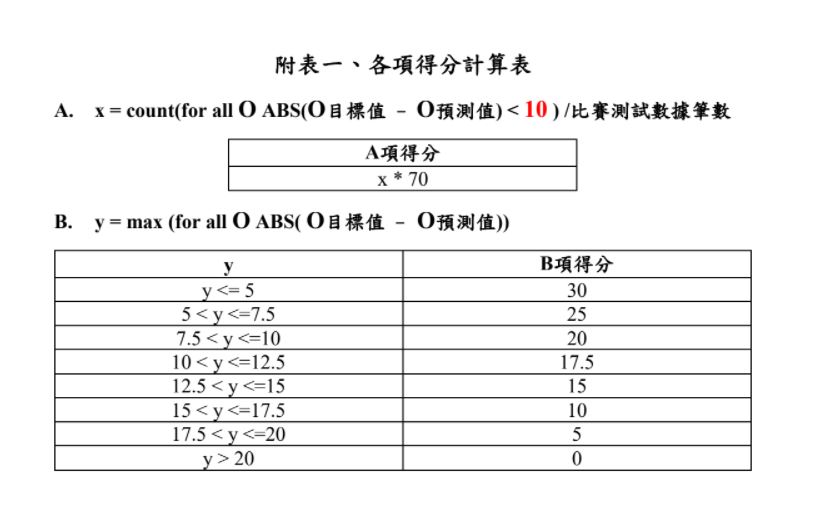 附表一、各項得分計算表
A. x = count(for all O ABS(O目標值 － O預測值) < 10 ) /比賽測試數據筆數
A項得分
x * 70
B. y = max (for all O ABS( O目標值 － O預測值))
y B項得分
y <= 5 30
5 < y <=7.5 25
7.5 < y <=10 20
10 < y <=12.5 17.5
12.5 < y <=15 15
15 < y <=17.5 10
17.5 < y <=20 5
y > 20 0